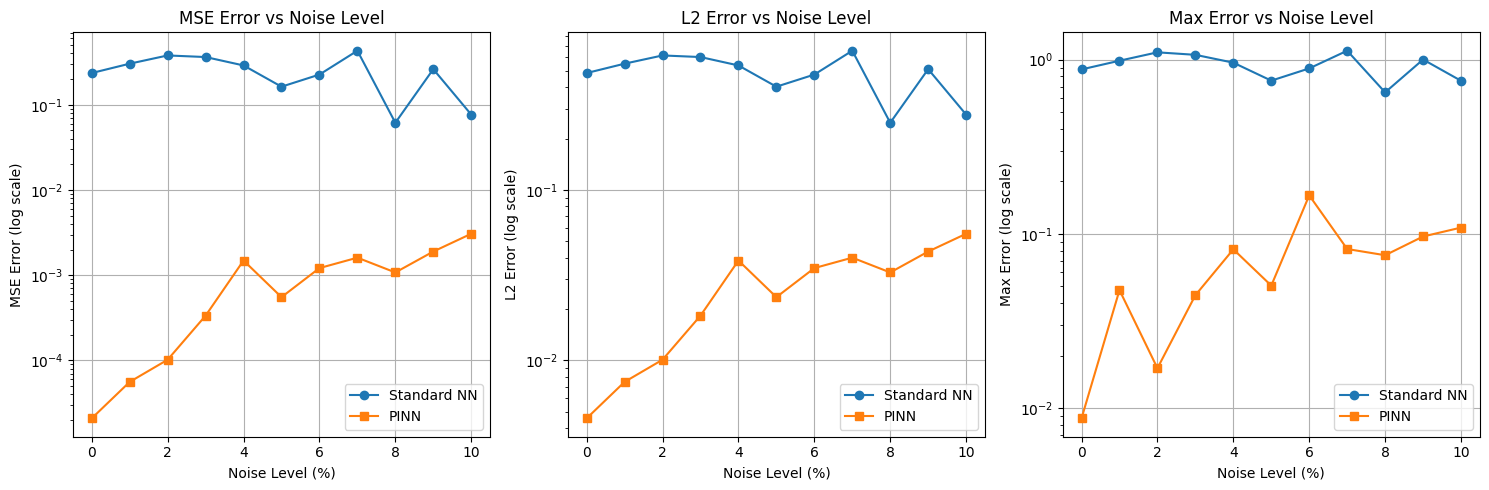 MSE Error vs Noise Level
MSE Error (log scale)
10⁻¹
10⁻²
10⁻³
10⁻⁴
0 2 4 6 8 10
Noise Level (%)
Standard NN
PINN
L2 Error vs Noise Level
L2 Error (log scale)
10⁻¹
10⁻²
0 2 4 6 8 10
Noise Level (%)
Standard NN
PINN
Max Error vs Noise Level
Max Error (log scale)
10⁰
10⁻¹
10⁻²
0 2 4 6 8 10
Noise Level (%)
Standard NN
PINN